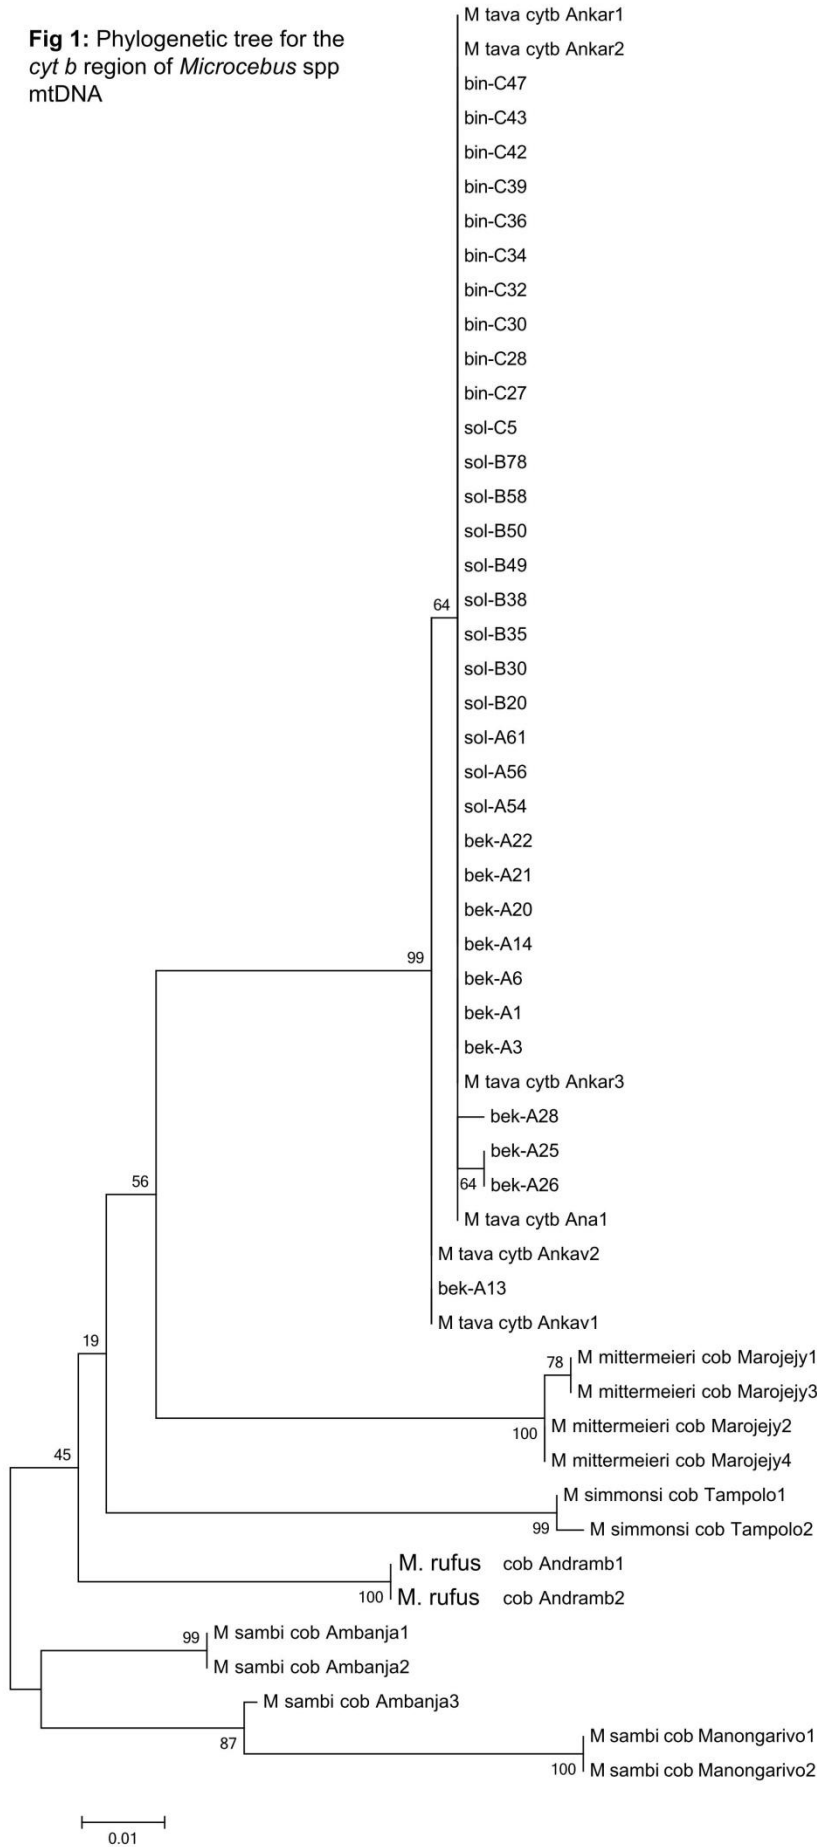 Fig 1: Phylogenetic tree for the
cyt b region of Microcebus spp
mtDNA
M tava cytb Ankar1
M tava cytb Ankar2
bin-C47
bin-C43
bin-C42
bin-C39
bin-C36
bin-C34
bin-C32
bin-C30
bin-C28
bin-C27
sol-C5
sol-B78
sol-B58
sol-B50
sol-B49
64
sol-B38
sol-B35
sol-B30
sol-B20
sol-A61
sol-A56
sol-A54
bek-A22
bek-A21
bek-A20
bek-A14
99
bek-A6
bek-A1
bek-A3
M tava cytb Ankar3
bek-A28
bek-A25
64
bek-A26
56
M tava cytb Ana1
M tava cytb Ankav2
bek-A13
M tava cytb Ankav1
19
78
M mittermeieri cob Marojejy1
M mittermeieri cob Marojejy3
M mittermeieri cob Marojejy2
100
M mittermeieri cob Marojejy4
45
M simmonsi cob Tampolo1
99
M simmonsi cob Tampolo2
M. rufus cob Andramb1
100
M. rufus cob Andramb2
99
M sambi cob Ambanja1
M sambi cob Ambanja2
M sambi cob Ambanja3
87
M sambi cob Manongarivo1
100
M sambi cob Manongarivo2
0.01